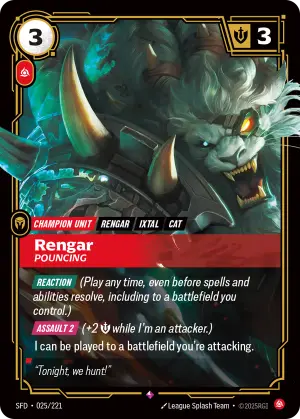 3
3
CHAMPION UNIT RENGAR IXTAL CAT
Rengar
POUNCING
REACTION (Play any time, even before spells and
abilities resolve, including to a battlefield you
control.)
ASSAULT 2 (+2 while I'm an attacker.)
I can be played to a battlefield you're attacking.
"Tonight, we hunt!"
SFD • 025/221 League Splash Team • ©2025RGI